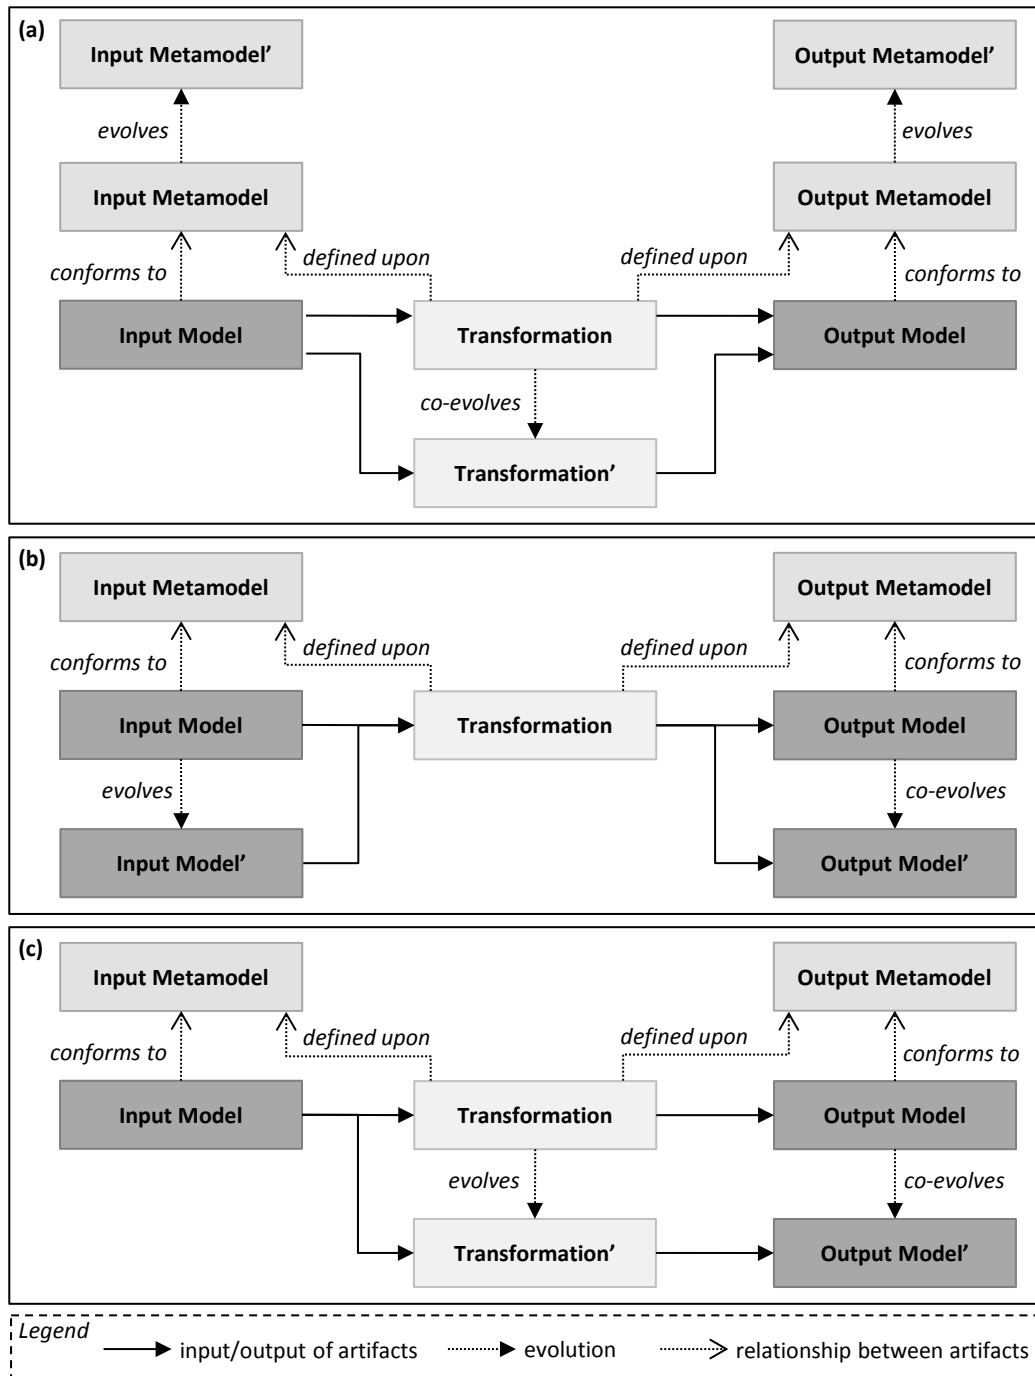 (a)
Input Metamodel’
Output Metamodel’
evolves
evolves
Input Metamodel
Output Metamodel
conforms to
defined upon
defined upon
conforms to
Input Model
Transformation
Output Model
co-evolves
Transformation’
(b)
Input Metamodel
Output Metamodel
conforms to
defined upon
defined upon
conforms to
Input Model
Transformation
Output Model
evolves
co-evolves
Input Model’
Output Model’
(c)
Input Metamodel
Output Metamodel
conforms to
defined upon
defined upon
conforms to
Input Model
Transformation
Output Model
evolves
co-evolves
Transformation’
Output Model’
Legend
input/output of artifacts
evolution
relationship between artifacts